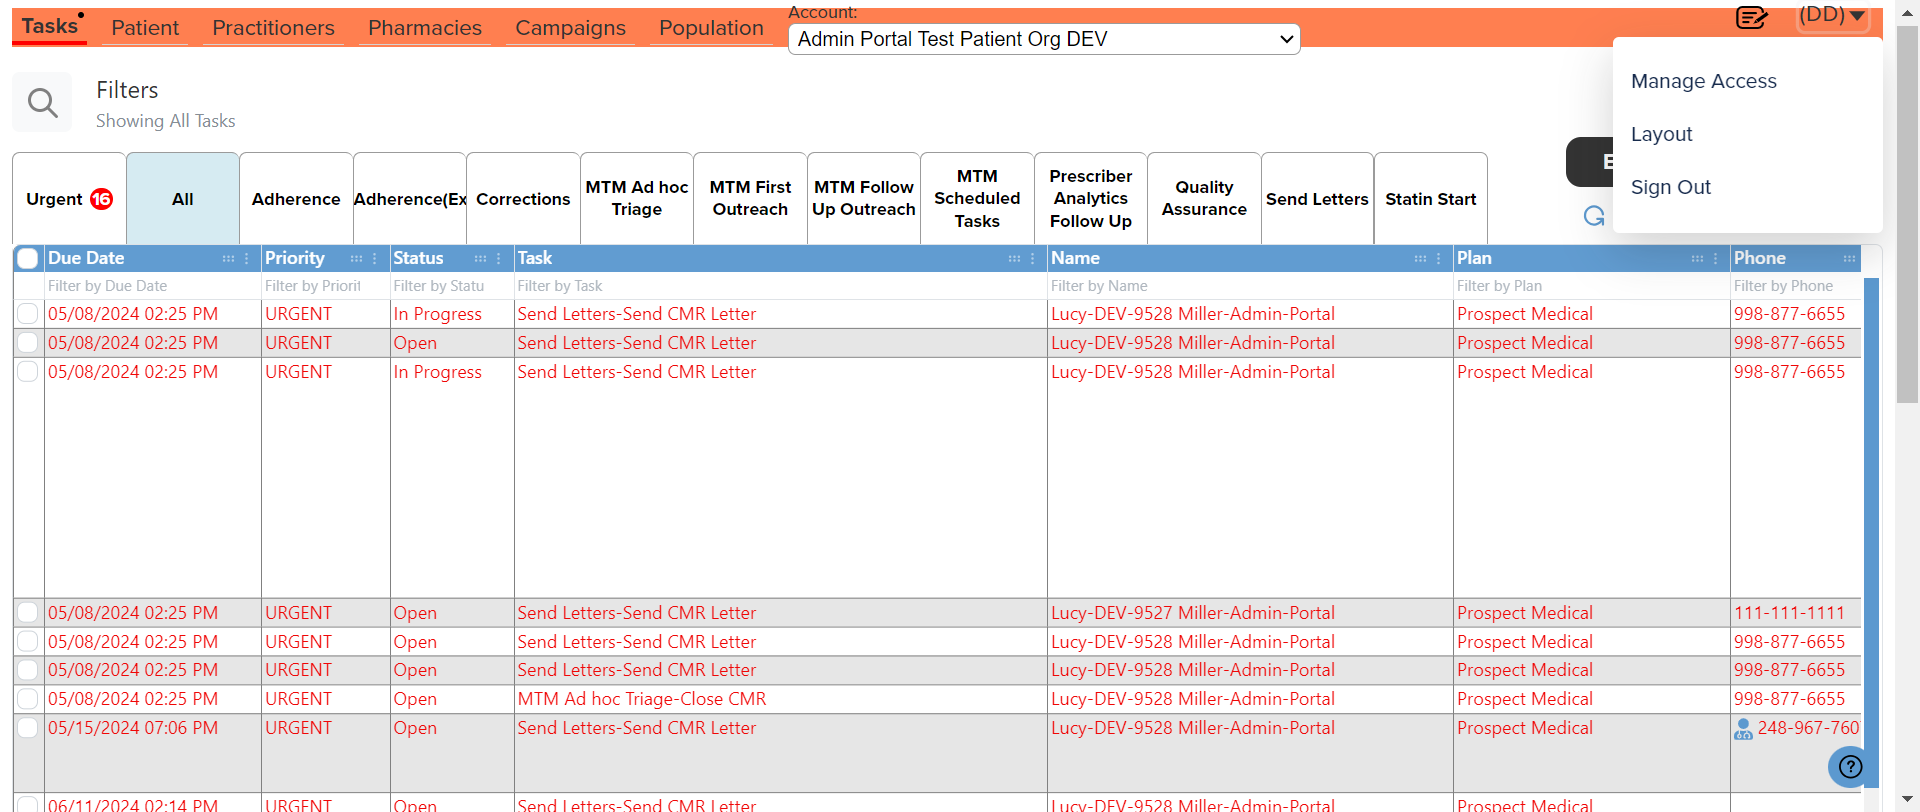 Tasks Patient Practitioners Pharmacies Campaigns Population Account: (DD)
Admin Portal Test Patient Org DEV
Manage Access
Layout
Sign Out
Filters
Showing All Tasks
Urgent 16 All Adherence Adherence(Ex Corrections MTM Ad hoc Triage MTM First Outreach MTM Follow Up Outreach MTM Scheduled Tasks Prescriber Analytics Follow Up Quality Assurance Send Letters Statin Start
Due Date Priority Status Task Name Plan Phone
Filter by Due Date Filter by Priorit Filter by Statu Filter by Task Filter by Name Filter by Plan Filter by Phone
05/08/2024 02:25 PM URGENT In Progress Send Letters-Send CMR Letter Lucy-DEV-9528 Miller-Admin-Portal Prospect Medical 998-877-6655
05/08/2024 02:25 PM URGENT Open Send Letters-Send CMR Letter Lucy-DEV-9528 Miller-Admin-Portal Prospect Medical 998-877-6655
05/08/2024 02:25 PM URGENT In Progress Send Letters-Send CMR Letter Lucy-DEV-9528 Miller-Admin-Portal Prospect Medical 998-877-6655
05/08/2024 02:25 PM URGENT Open Send Letters-Send CMR Letter Lucy-DEV-9527 Miller-Admin-Portal Prospect Medical 111-111-1111
05/08/2024 02:25 PM URGENT Open Send Letters-Send CMR Letter Lucy-DEV-9528 Miller-Admin-Portal Prospect Medical 998-877-6655
05/08/2024 02:25 PM URGENT Open Send Letters-Send CMR Letter Lucy-DEV-9528 Miller-Admin-Portal Prospect Medical 998-877-6655
05/08/2024 02:25 PM URGENT Open MTM Ad hoc Triage-Close CMR Lucy-DEV-9528 Miller-Admin-Portal Prospect Medical 998-877-6655
05/15/2024 07:06 PM URGENT Open Send Letters-Send CMR Letter Lucy-DEV-9528 Miller-Admin-Portal Prospect Medical 248-967-760
06/11/2024 02:14 PM URGENT Open Send Letters-Send CMR Letter Lucy-DEV-9528 Miller-Admin-Portal Prospect Medical